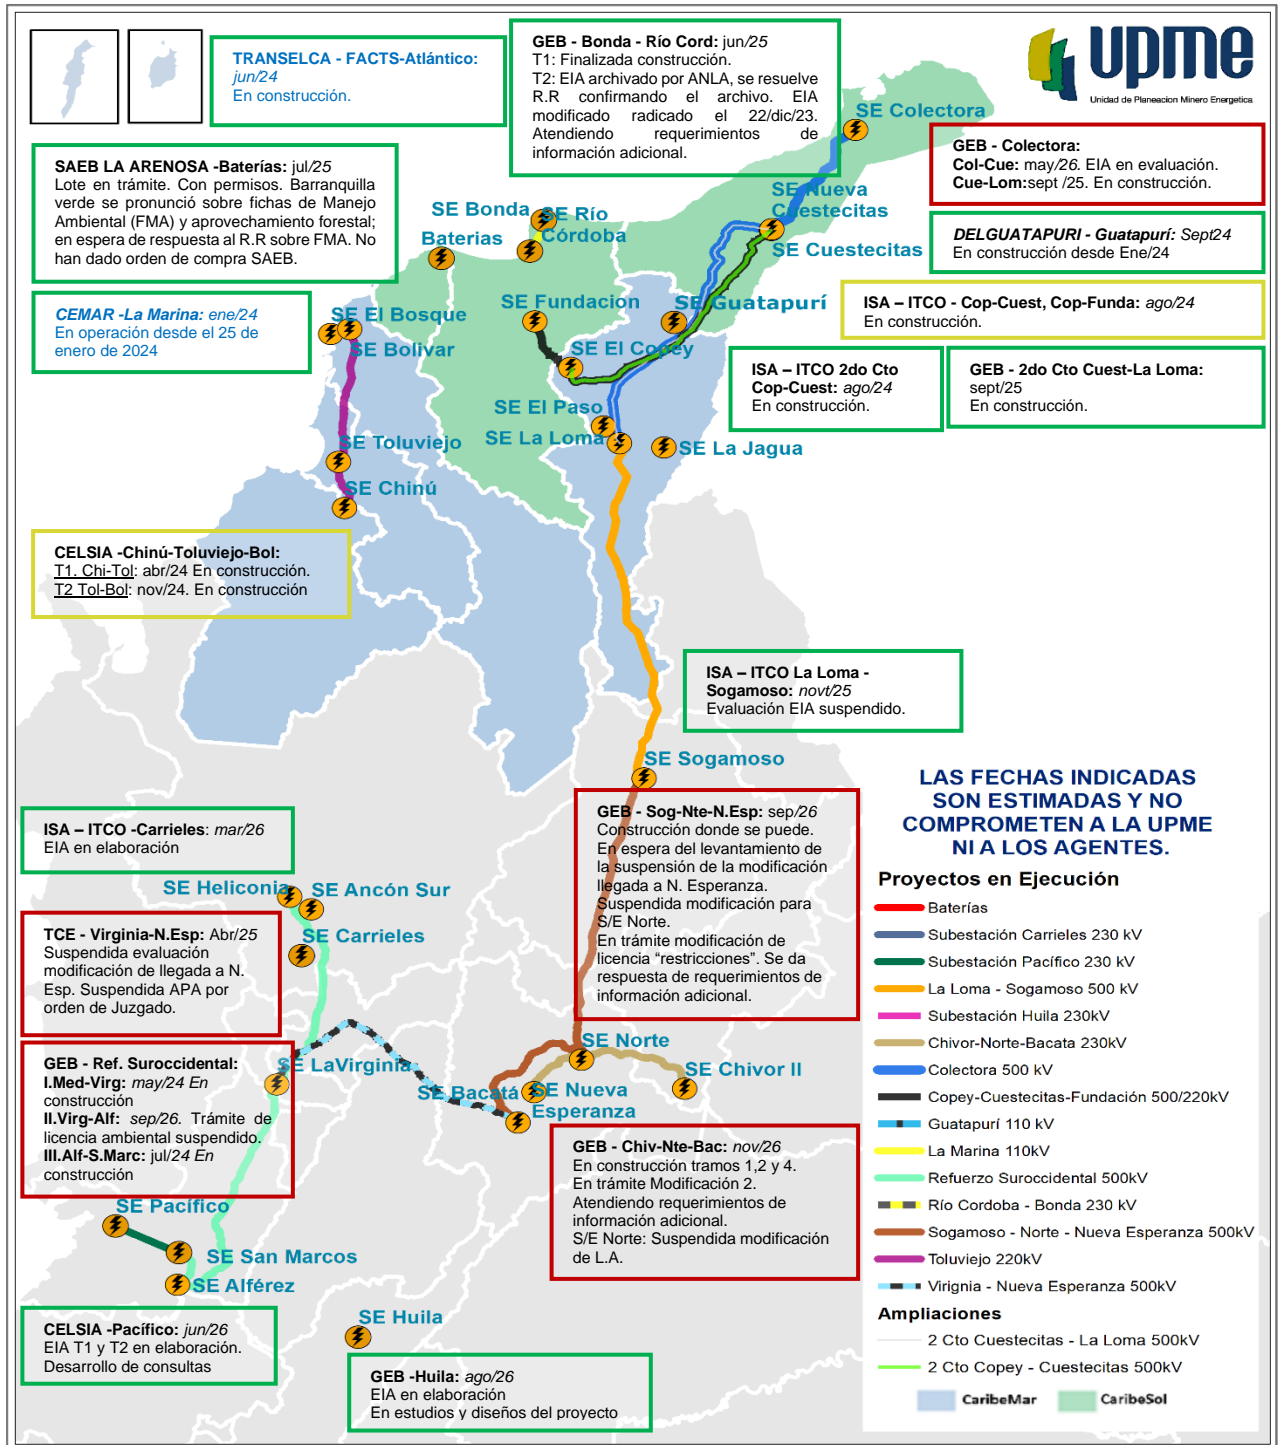 TRANSELCA - FACTS-Atlántico:
jun/24
En construcción.
GEB - Bonda - Río Cord: jun/25
T1: Finalizada construcción.
T2: EIA archivado por ANLA, se resuelve
R.R confirmando el archivo. EIA
modificado radicado el 22/dic/23.
Atendiendo requerimientos de
información adicional.
upme
Unidad de Planeacion Minero Energetica
SE Colectora
GEB - Colectora:
Col-Cue: may/26. EIA en evaluación.
Cue-Lom:sept /25. En construcción.
SAEB LA ARENOSA -Baterías: jul/25
Lote en trámite. Con permisos. Barranquilla
verde se pronunció sobre fichas de Manejo
Ambiental (FMA) y aprovechamiento forestal;
en espera de respuesta al R.R sobre FMA. No
han dado orden de compra SAEB.
SE Nueva
Cuestecitas
SE Cuestecitas
SE Bonda
SE Río
Córdoba
Baterias
DELGUATAPURI - Guatapurí: Sept24
En construcción desde Ene/24
CEMAR -La Marina: ene/24
En operación desde el 25 de
enero de 2024
SE El Bosque
SE Bolivar
SE Fundacion
SE Guatapurí
SE El Copey
ISA – ITCO - Cop-Cuest, Cop-Funda: ago/24
En construcción.
ISA – ITCO 2do Cto
Cop-Cuest: ago/24
En construcción.
GEB - 2do Cto Cuest-La Loma:
sept/25
En construcción.
SE El Paso
SE La Loma
SE La Jagua
SE Toluviejo
SE Chinú
CELSIA -Chinú-Toluviejo-Bol:
T1. Chi-Tol: abr/24 En construcción.
T2 Tol-Bol: nov/24. En construcción
ISA – ITCO La Loma -
Sogamoso: novt/25
Evaluación EIA suspendido.
SE Sogamoso
GEB - Sog-Nte-N.Esp: sep/26
Construcción donde se puede.
En espera del levantamiento de
la suspensión de la modificación
llegada a N. Esperanza.
Suspendida modificación para
S/E Norte.
En trámite modificación de
licencia “restricciones”. Se da
respuesta de requerimientos de
información adicional.
ISA – ITCO -Carrieles: mar/26
EIA en elaboración
SE Heliconia
SE Ancón Sur
SE Carrieles
TCE - Virginia-N.Esp: Abr/25
Suspendida evaluación
modificación de llegada a N.
Esp. Suspendida APA por
orden de Juzgado.
GEB - Ref. Suroccidental:
I.Med-Virg: may/24 En
construcción
II.Virg-Alf: sep/26. Trámite de
licencia ambiental suspendido.
III.Alf-S.Marc: jul/24 En
construcción
SE LaVirginia
SE Norte
SE Chivor II
SE Bacatá
SE Nueva
Esperanza
GEB - Chiv-Nte-Bac: nov/26
En construcción tramos 1,2 y 4.
En trámite Modificación 2.
Atendiendo requerimientos de
información adicional.
S/E Norte: Suspendida modificación
de L.A.
SE Pacífico
SE San Marcos
SE Alférez
CELSIA -Pacífico: jun/26
EIA T1 y T2 en elaboración.
Desarrollo de consultas
SE Huila
GEB -Huila: ago/26
EIA en elaboración
En estudios y diseños del proyecto
LAS FECHAS INDICADAS
SON ESTIMADAS Y NO
COMPROMETEN A LA UPME
NI A LOS AGENTES.
Proyectos en Ejecución
Baterías
Subestación Carrieles 230 kV
Subestación Pacífico 230 kV
La Loma - Sogamoso 500 kV
Subestación Huila 230kV
Chivor-Norte-Bacata 230kV
Colectora 500 kV
Copey-Cuestecitas-Fundación 500/220kV
Guatapurí 110 kV
La Marina 110kV
Refuerzo Suroccidental 500kV
Río Cordoba - Bonda 230 kV
Sogamoso - Norte - Nueva Esperanza 500kV
Toluviejo 220kV
Virignia - Nueva Esperanza 500kV
Ampliaciones
2 Cto Cuestecitas - La Loma 500kV
2 Cto Copey - Cuestecitas 500kV
CaribeMar
CaribeSol